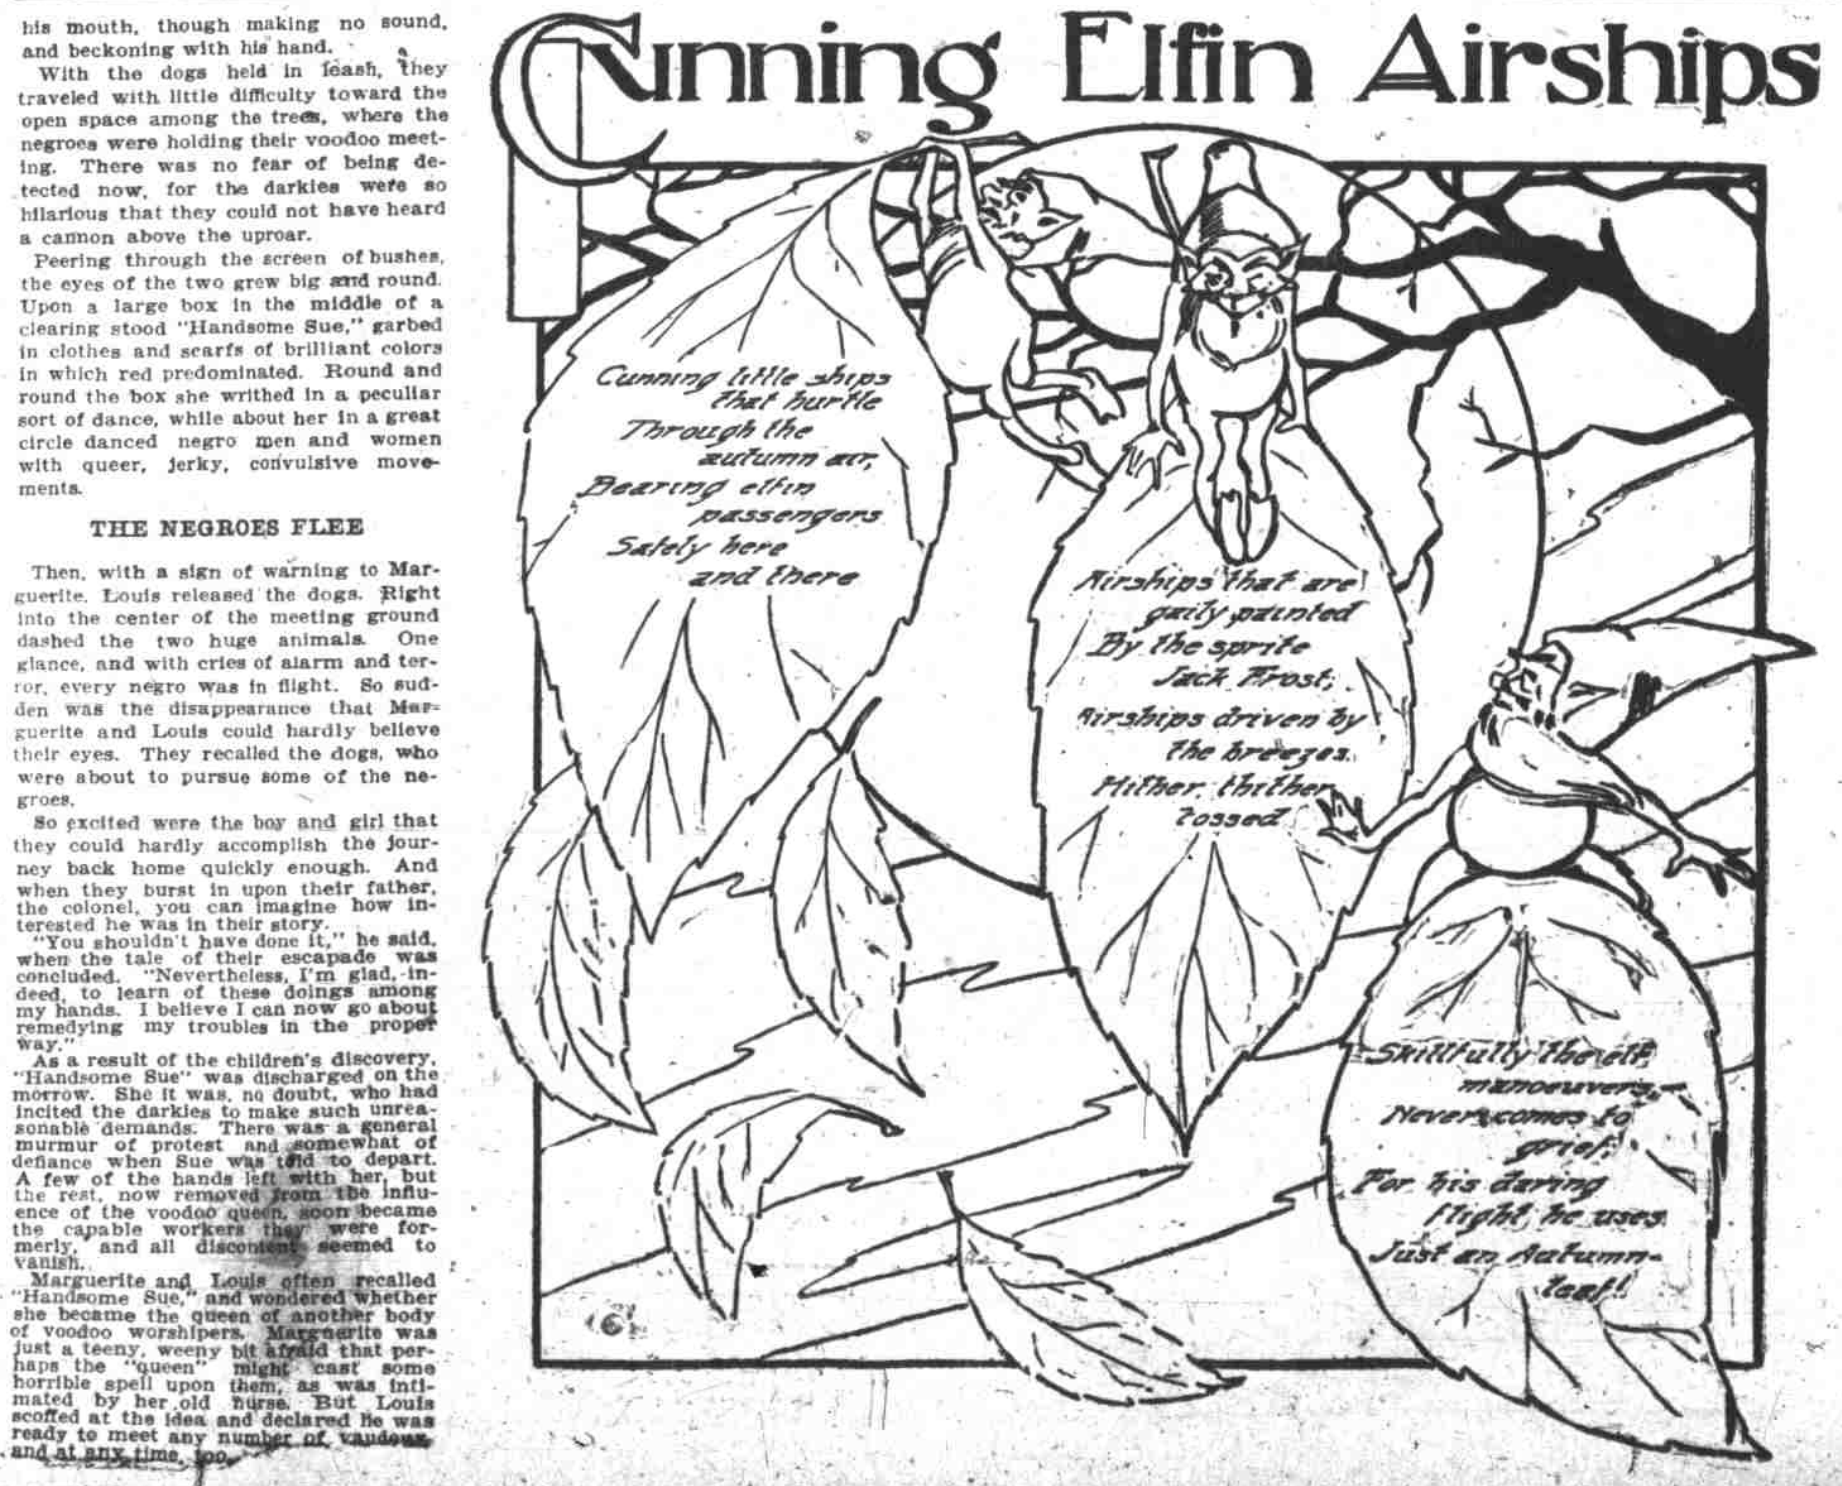 his mouth, though making no sound,
and beckoning with his hand.
With the dogs held in leash, they
traveled with little difficulty toward the
open space among the trees, where the
negroes were holding their voodoo meet-
ing. There was no fear of being de-
tected now, for the darkies were so
hilarious that they could not have heard
a cannon above the uproar.
Peering through the screen of bushes,
the eyes of the two grew big and round.
Upon a large box in the middle of a
clearing stood "Handsome Sue," garbed
in clothes and scarfs of brilliant colors
in which red predominated. Round and
round the box she writhed in a peculiar
sort of dance, while about her in a great
circle danced negro men and women
with queer, jerky, convulsive move-
ments.
THE NEGROES FLEE
Then, with a sign of warning to Mar-
guerite, Louis released the dogs. Right
into the center of the meeting ground
dashed the two huge animals. One
glance, and with cries of alarm and ter-
ror, every negro was in flight. So sud-
den was the disappearance that Mar-
guerite and Louis could hardly believe
their eyes. They recalled the dogs, who
were about to pursue some of the ne-
groes.
So excited were the boy and girl that
they could hardly accomplish the jour-
ney back home quickly enough. And
when they burst in upon their father,
the colonel, you can imagine how in-
terested he was in their story.
"You shouldn't have done it," he said,
when the tale of their escapade was
concluded. "Nevertheless, I'm glad, in-
deed, to learn of these doings among
my hands. I believe I can now go about
remedying my troubles in the proper
way."
As a result of the children's discovery,
"Handsome Sue" was discharged on the
morrow. She it was, no doubt, who had
incited the darkies to make such unrea-
sonable demands. There was a general
murmur of protest and somewhat of
defiance when Sue was told to depart.
A few of the hands left with her, but
the rest, now removed from the influ-
ence of the voodoo queen, soon became
the capable workers they were for-
merly, and all discontent seemed to
vanish.
Marguerite and Louis often recalled
"Handsome Sue," and wondered whether
she became the queen of another body
of voodoo worshipers. Marguerite was
just a teeny, weeny bit afraid that per-
haps the "queen" might cast some
horrible spell upon them, as was inti-
mated by her old nurse. But Louis
scoffed at the idea and declared he was
ready to meet any number of vaudoux
and at any time, too.
Cunning Elfin Airships
Cunning little ships
that hurtle
Through the
autumn air,
Bearing elfin
passengers
Safely here
and there
Airships that are
gaily painted
By the sprite
Jack Frost;
Airships driven by
the breezes.
Hither, thither
tossed
Skillfully the elf
manoeuvers,
Never comes to
grief;
For his daring
flight he uses
Just an Autumn-
leaf!